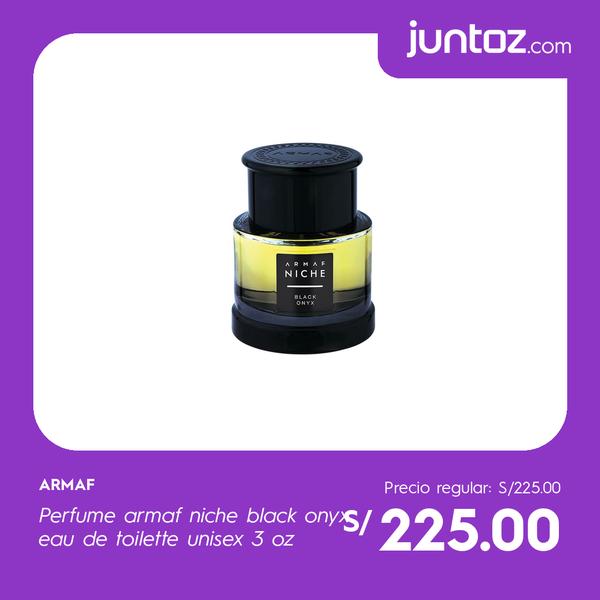 juntoz.com
ARMAF
NICHE
BLACK
ONYX
ARMAF
Perfume armaf niche black onyx
eau de toilette unisex 3 oz
Precio regular: S/225.00
S/ 225.00